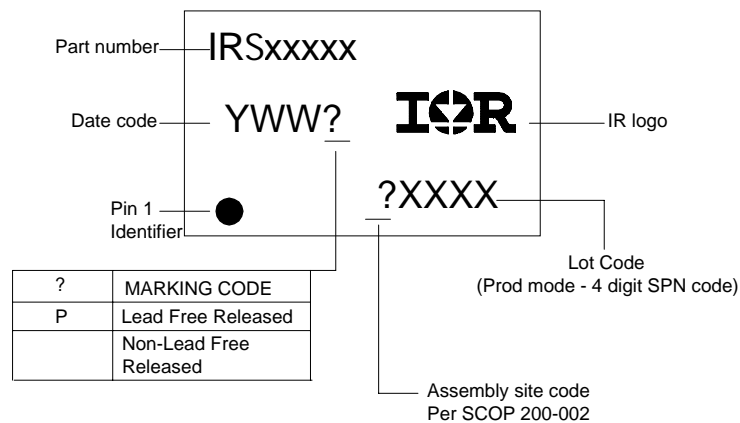 Part number
IRSxxxxx
Date code
YWW?
IOR
IR logo
?XXXX
Pin 1
Identifier
Lot Code
(Prod mode - 4 digit SPN code)
? MARKING CODE
P Lead Free Released
Non-Lead Free
Released
Assembly site code
Per SCOP 200-002